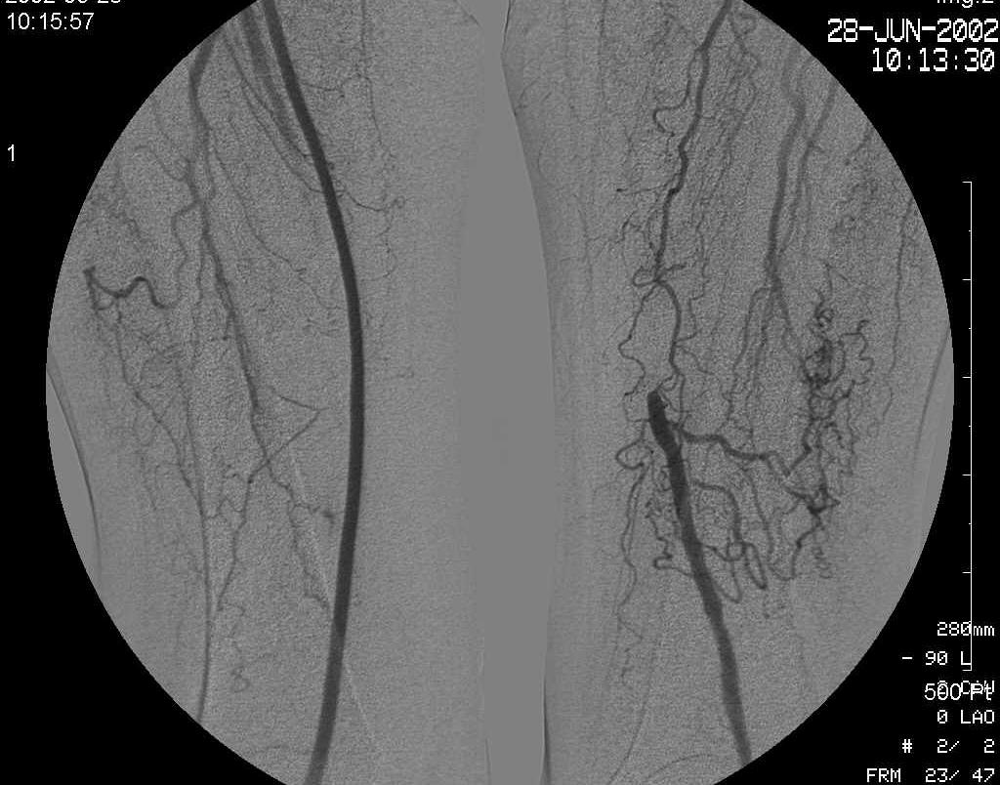 10:15:57
28-JUN-2002
10:13:30
1
280mm
- 90 L
0 LAO
# 2/ 2
FRM 23/ 47